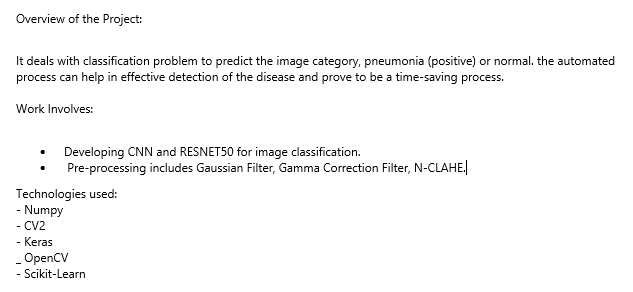 Overview of the Project:
It deals with classification problem to predict the image category, pneumonia (positive) or normal. the automated
process can help in effective detection of the disease and prove to be a time-saving process.
Work Involves:
• Developing CNN and RESNET50 for image classification.
• Pre-processing includes Gaussian Filter, Gamma Correction Filter, N-CLAHE.
Technologies used:
- Numpy
- CV2
- Keras
_ OpenCV
- Scikit-Learn